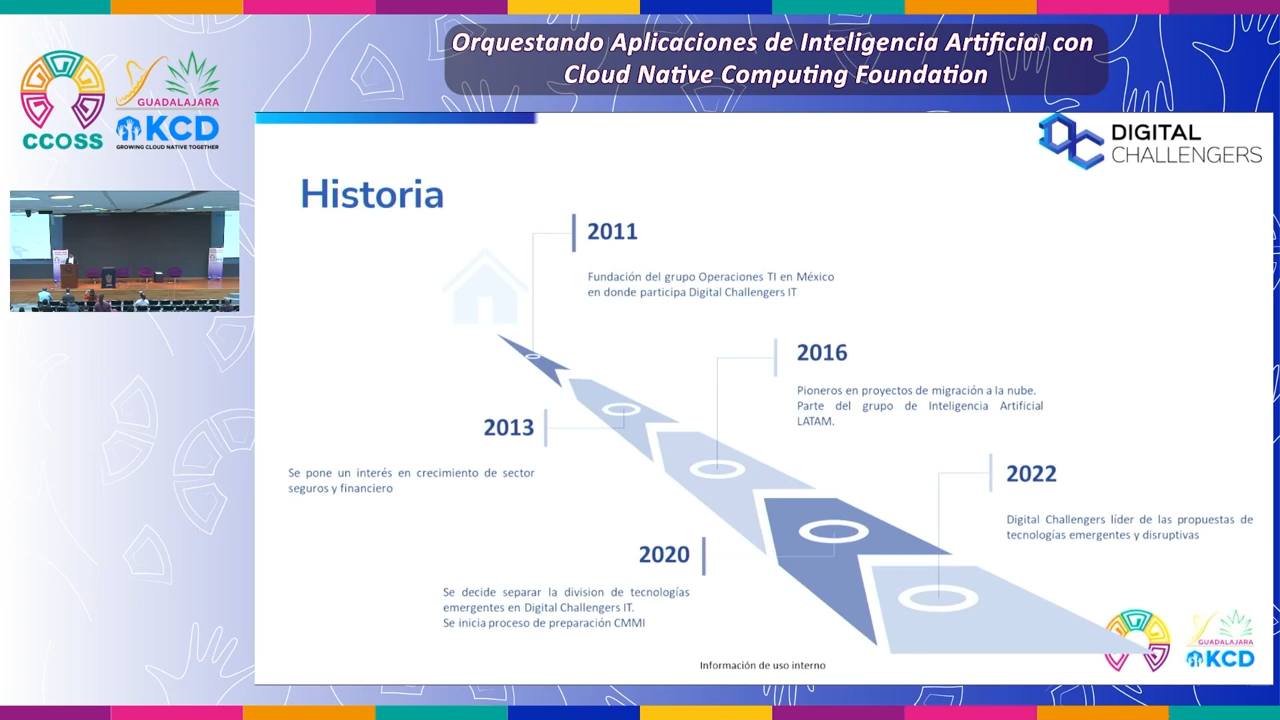 Orquestando Aplicaciones de Inteligencia Artificial con
Cloud Native Computing Foundation
CCOSS
GUADALAJARA
KCD
GROWING CLOUD NATIVE TOGETHER
DIGITAL
CHALLENGERS
Historia
2011
Fundación del grupo Operaciones TI en México
en donde participa Digital Challengers IT
2016
Pioneros en proyectos de migración a la nube.
Parte del grupo de Inteligencia Artificial
LATAM.
2013
Se pone un interés en crecimiento de sector
seguros y financiero
2022
Digital Challengers líder de las propuestas de
tecnologías emergentes y disruptivas
2020
Se decide separar la division de tecnologías
emergentes en Digital Challengers IT.
Se inicia proceso de preparación CMMI
GUADALAJARA
KCD
Información de uso interno